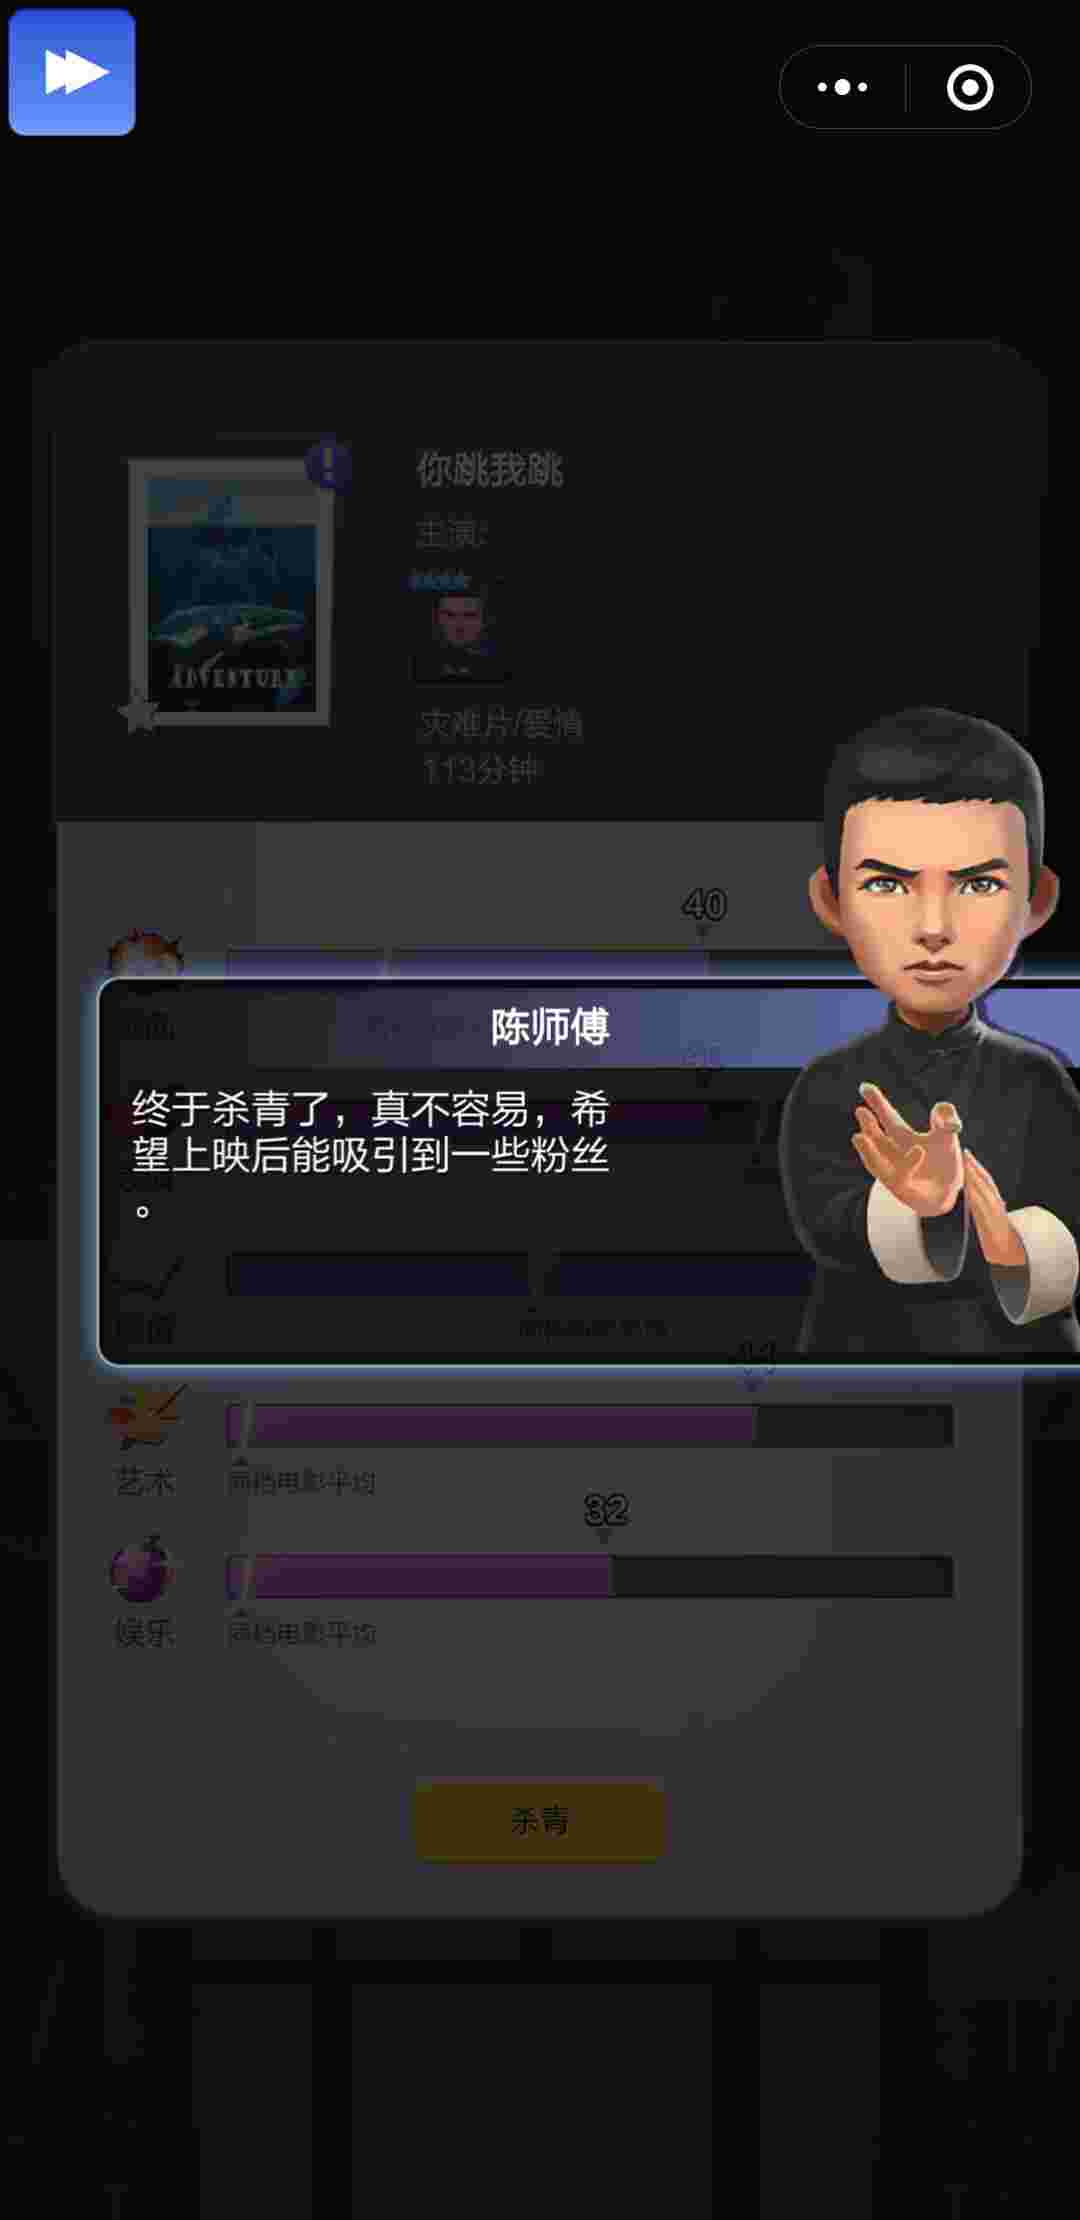 你跳我跳
主演:
ADVENTURE
灾难片/爱情
113分钟
40
陈师傅
终于杀青了，真不容易，希
望上映后能吸引到一些粉丝
。
44
艺术
同档电影平均
32
娱乐
同档电影平均
杀青